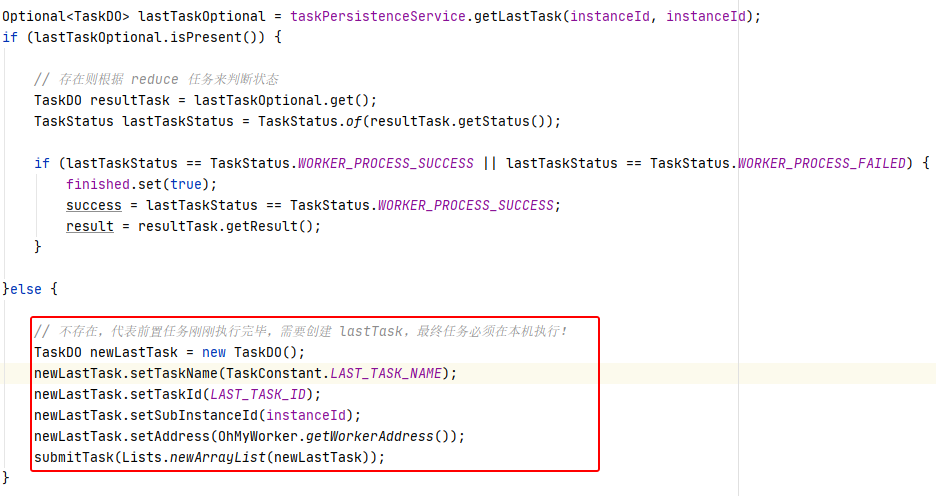 Optional<TaskDO> lastTaskOptional = taskPersistenceService.getLastTask(instanceId, instanceId);
if (lastTaskOptional.isPresent()) {
// 存在则根据 reduce 任务来判断状态
TaskDO resultTask = lastTaskOptional.get();
TaskStatus lastTaskStatus = TaskStatus.of(resultTask.getStatus());
if (lastTaskStatus == TaskStatus.WORKER_PROCESS_SUCCESS || lastTaskStatus == TaskStatus.WORKER_PROCESS_FAILED) {
finished.set(true);
success = lastTaskStatus == TaskStatus.WORKER_PROCESS_SUCCESS;
result = resultTask.getResult();
}
}else {
// 不存在，代表前置任务刚刚执行完毕，需要创建 lastTask，最终任务必须在本机执行！
TaskDO newLastTask = new TaskDO();
newLastTask.setTaskName(TaskConstant.LAST_TASK_NAME);
newLastTask.setTaskId(LAST_TASK_ID);
newLastTask.setSubInstanceId(instanceId);
newLastTask.setAddress(OhMyWorker.getWorkerAddress());
submitTask(Lists.newArrayList(newLastTask));
}